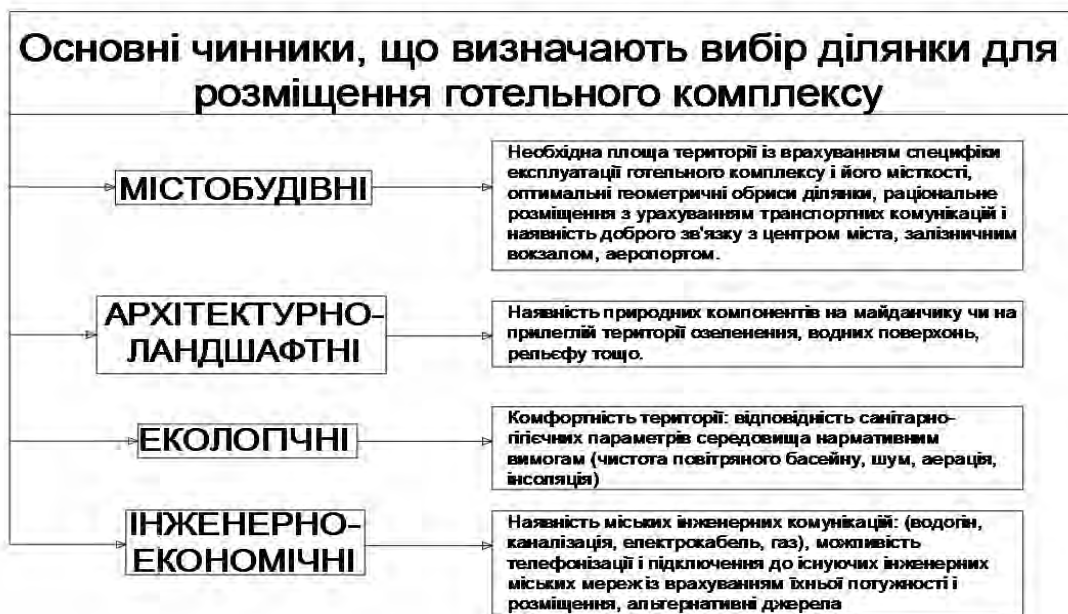 Основні чинники, що визначають вибір ділянки для
розміщення готельного комплексу
МІСТОБУДІВНІ
Необхідна площа території із врахуванням специфіки
експлуатації готельного комплексу і його місткості,
оптимальні геометричні обриси ділянки, раціональне
розміщення з урахуванням транспортних комунікацій і
наявність доброго зв'язку з центром міста, залізничним
вокзалом, аеропортом.
АРХІТЕКТУРНО-
ЛАНДШАФТНІ
Наявність природних компонентів на майданчику чи на
прилеглій території озеленення, водних поверхонь,
рельєфу тощо.
ЕКОЛОГІЧНІ
Комфортність території: відповідність санітарно-
гігієчних параметрів середовища нормативним
вимогам (чистота повітряного басейну, шум, аерація,
інсоляція)
ІНЖЕНЕРНО-
ЕКОНОМІЧНІ
Наявність міських інженерних комунікацій: (водогін,
каналізація, електрокабель, газ), можливість
телефонізації і підключення до існуючих інженерних
міських мереж із врахуванням їхньої потужності і
розміщення, альтернативні джерела